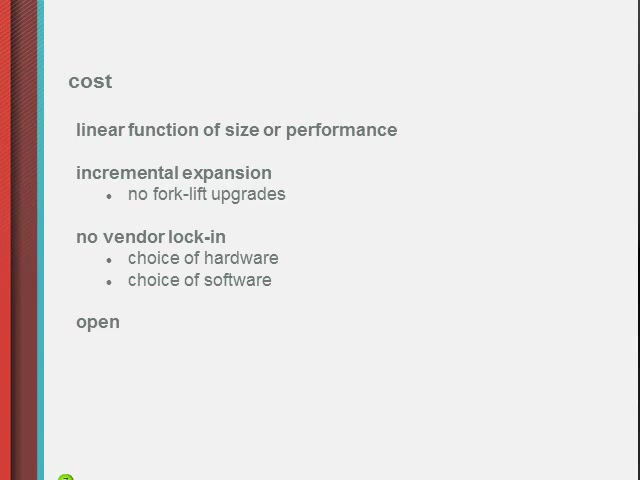 cost
linear function of size or performance
incremental expansion
• no fork-lift upgrades
no vendor lock-in
• choice of hardware
• choice of software
open